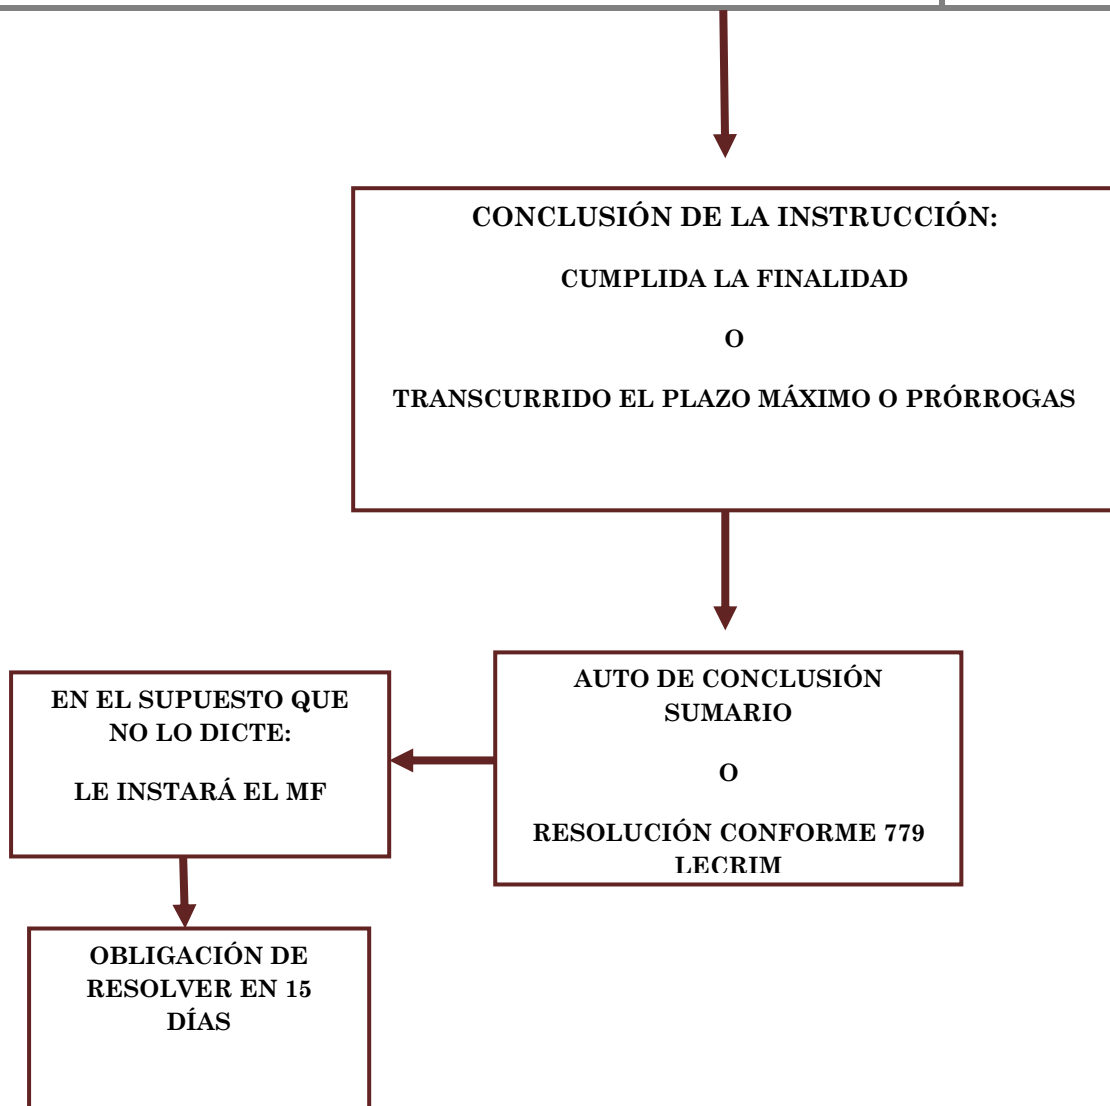 CONCLUSIÓN DE LA INSTRUCCIÓN:
CUMPLIDA LA FINALIDAD
O
TRANSCURRIDO EL PLAZO MÁXIMO O PRÓRROGAS
AUTO DE CONCLUSIÓN
SUMARIO
O
RESOLUCIÓN CONFORME 779
LECRIM
EN EL SUPUESTO QUE
NO LO DICTE:
LE INSTARÁ EL MF
OBLIGACIÓN DE
RESOLVER EN 15
DÍAS